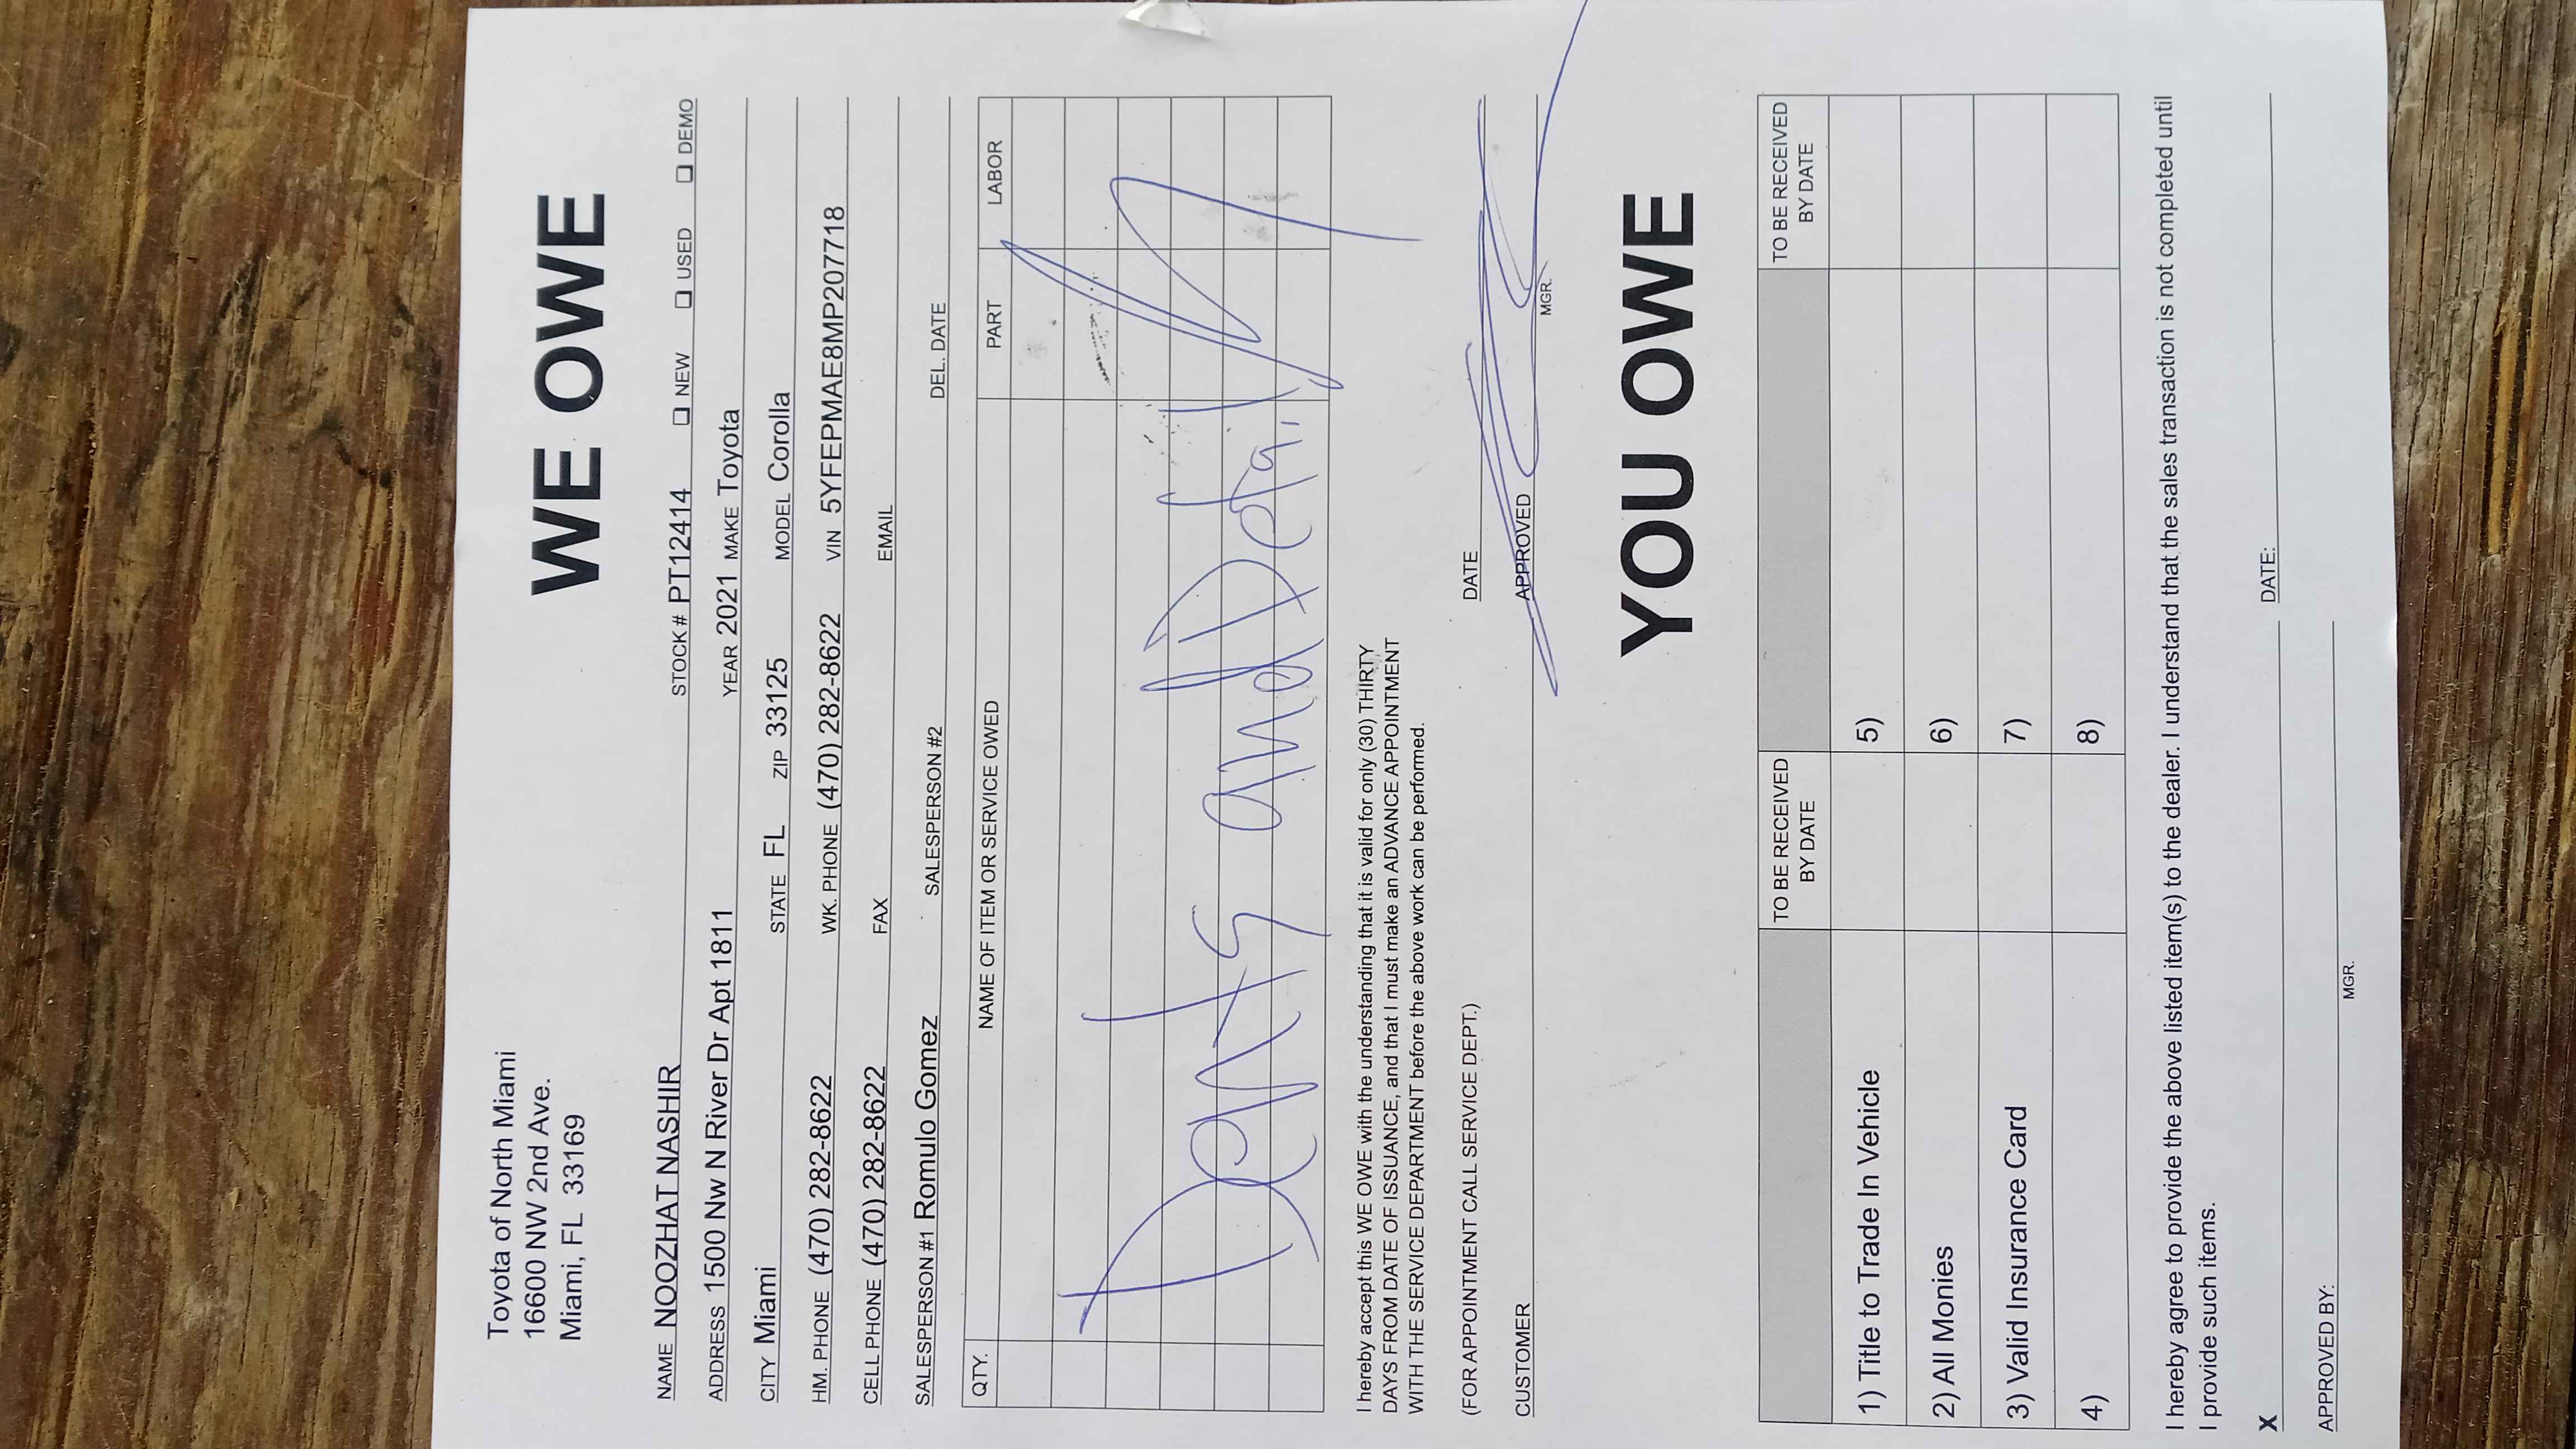 Toyota of North Miami
16600 NW 2nd Ave.
Miami, FL 33169
WE OWE
NAME NOOZHAT NASHIR STOCK # PT12414 ❏ NEW ❏ USED ❏ DEMO
ADDRESS 1500 Nw N River Dr Apt 1811 YEAR 2021 MAKE Toyota
CITY Miami STATE FL ZIP 33125 MODEL Corolla
HM. PHONE (470) 282-8622 WK. PHONE (470) 282-8622 VIN 5YFEPMAE8MP207718
CELL PHONE (470) 282-8622 FAX EMAIL
SALESPERSON #1 Romulo Gomez SALESPERSON #2 DEL. DATE
QTY. NAME OF ITEM OR SERVICE OWED PART LABOR
Dents and Detail
I hereby accept this WE OWE with the understanding that it is valid for only (30) THIRTY
DAYS FROM DATE OF ISSUANCE, and that I must make an ADVANCE APPOINTMENT
WITH THE SERVICE DEPARTMENT before the above work can be performed.
(FOR APPOINTMENT CALL SERVICE DEPT.) DATE
CUSTOMER APPROVED
MGR.
YOU OWE
TO BE RECEIVED BY DATE TO BE RECEIVED BY DATE
1) Title to Trade In Vehicle 5)
2) All Monies 6)
3) Valid Insurance Card 7)
4) 8)
I hereby agree to provide the above listed item(s) to the dealer. I understand that the sales transaction is not completed until
I provide such items.
X DATE:
APPROVED BY:
MGR.